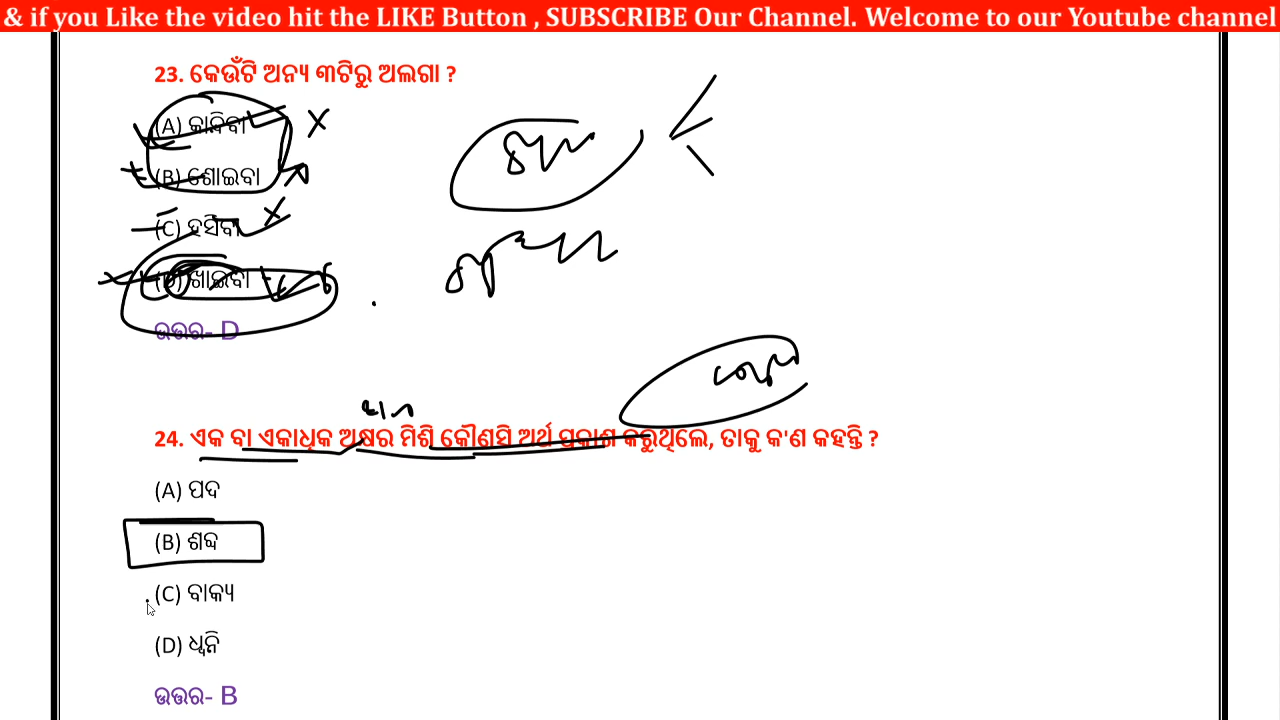 & if you Like the video hit the LIKE Button , SUBSCRIBE Our Channel. Welcome to our Youtube channel
23. କେଉଁଟି ଅନ୍ୟ ୩ଟିରୁ ଅଲଗା ?
(A) କାନ୍ଦିବା
(B) ଶୋଇବା
(C) ହସିବା
(D) ଖାଇବା
ଉତ୍ତର- D
24. ଏକ ବା ଏକାଧିକ ଅକ୍ଷର ମିଶି କୌଣସି ଅର୍ଥ ପ୍ରକାଶ କରୁଥିଲେ, ତାକୁ କ'ଣ କହନ୍ତି ?
(A) ପଦ
(B) ଶବ୍ଦ
(C) ବାକ୍ୟ
(D) ଧ୍ୱନି
ଉତ୍ତର- B